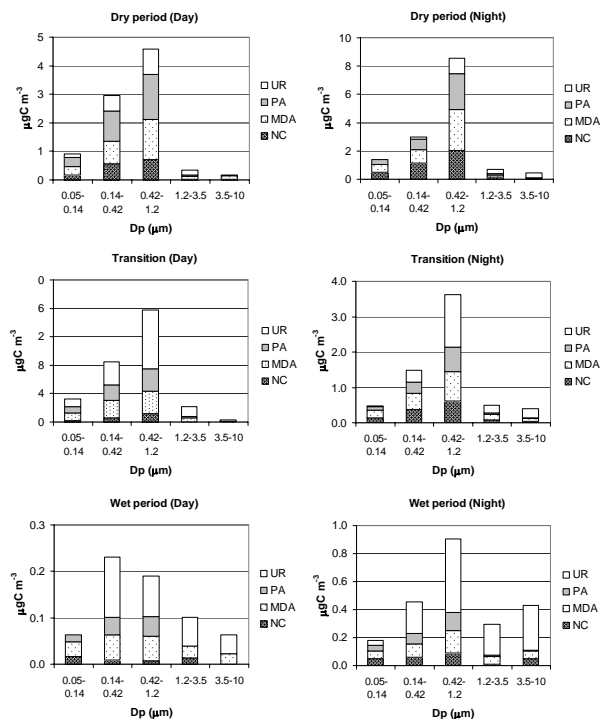 Dry period (Day)
5
4
3
2
1
0
µgC m⁻³
0.05-0.14
0.14-0.42
0.42-1.2
1.2-3.5
3.5-10
Dp (µm)
UR
PA
MDA
NC
Dry period (Night)
10
8
6
4
2
0
µgC m⁻³
0.05-0.14
0.14-0.42
0.42-1.2
1.2-3.5
3.5-10
Dp (µm)
UR
PA
MDA
NC
Transition (Day)
0
6
2
8
4
0
µgC m⁻³
0.05-0.14
0.14-0.42
0.42-1.2
1.2-3.5
3.5-10
Dp (µm)
UR
PA
MDA
NC
Transition (Night)
4.0
3.0
2.0
1.0
0.0
µgC m⁻³
0.05-0.14
0.14-0.42
0.42-1.2
1.2-3.5
3.5-10
Dp (µm)
UR
PA
MDA
NC
Wet period (Day)
0.3
0.2
0.1
0.0
µgC m⁻³
0.05-0.14
0.14-0.42
0.42-1.2
1.2-3.5
3.5-10
Dp (µm)
UR
PA
MDA
NC
Wet period (Night)
1.0
0.8
0.6
0.4
0.2
0.0
µgC m⁻³
0.05-0.14
0.14-0.42
0.42-1.2
1.2-3.5
3.5-10
Dp (µm)
UR
PA
MDA
NC